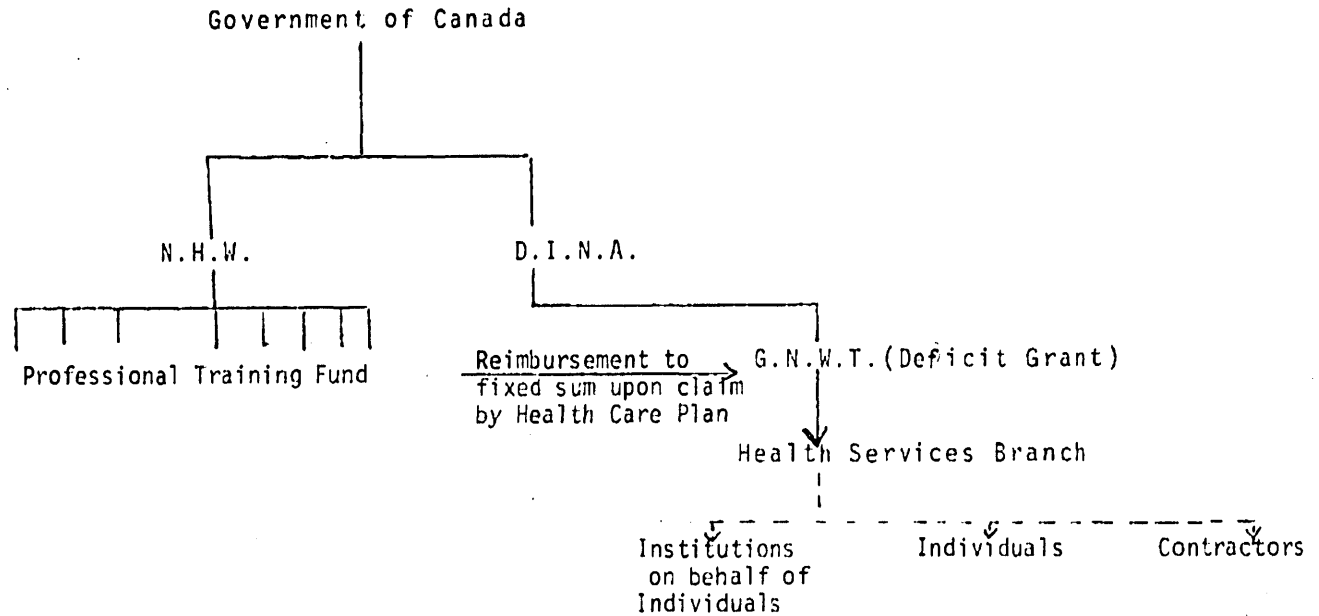 Government of Canada
N.H.W.
D.I.N.A.
Professional Training Fund
Reimbursement to
fixed sum upon claim
by Health Care Plan
G.N.W.T.(Deficit Grant)
Health Services Branch
Institutions
on behalf of
Individuals
Individuals
Contractors